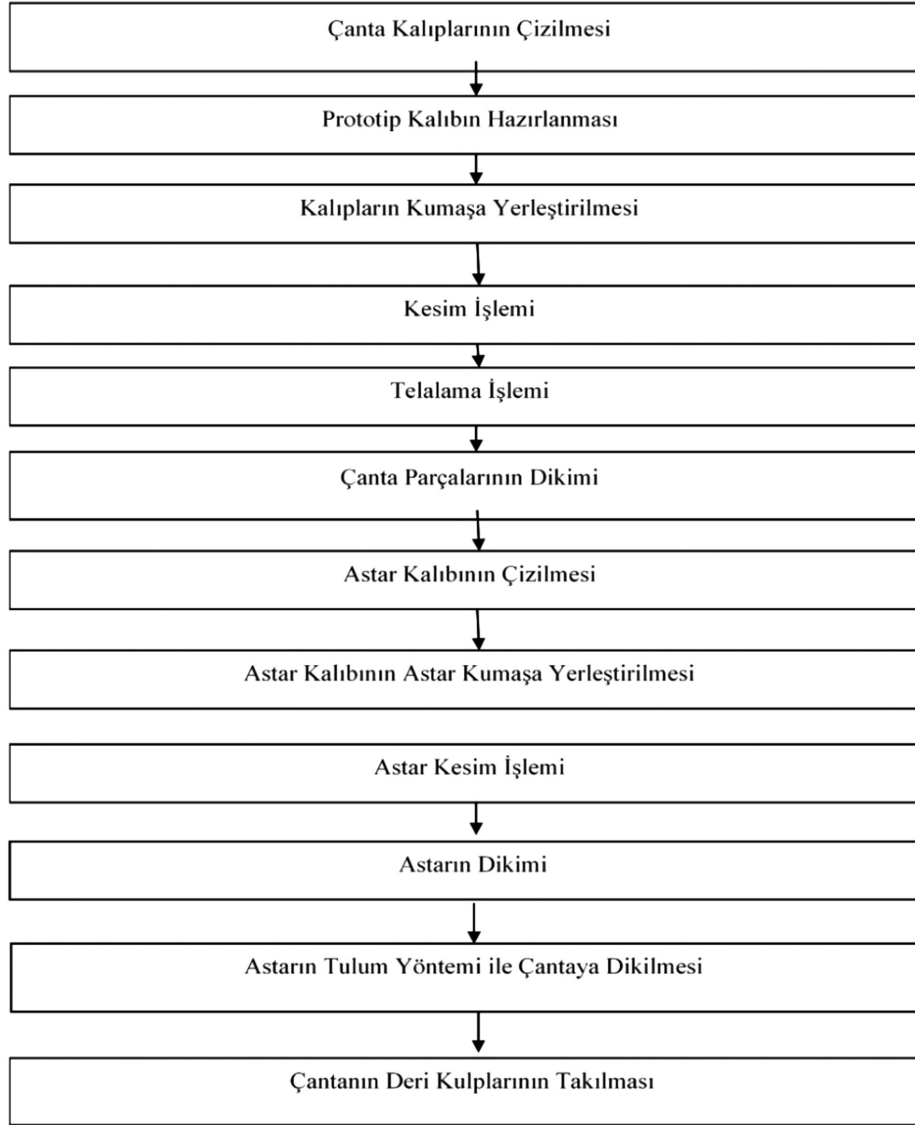 Çanta Kalıplarının Çizilmesi
Prototip Kalıbın Hazırlanması
Kalıpların Kumaşa Yerleştirilmesi
Kesim İşlemi
Telalama İşlemi
Çanta Parçalarının Dikimi
Astar Kalıbının Çizilmesi
Astar Kalıbının Astar Kumaşa Yerleştirilmesi
Astar Kesim İşlemi
Astarın Dikimi
Astarın Tulum Yöntemi ile Çantaya Dikilmesi
Çantanın Deri Kulplarının Takılması